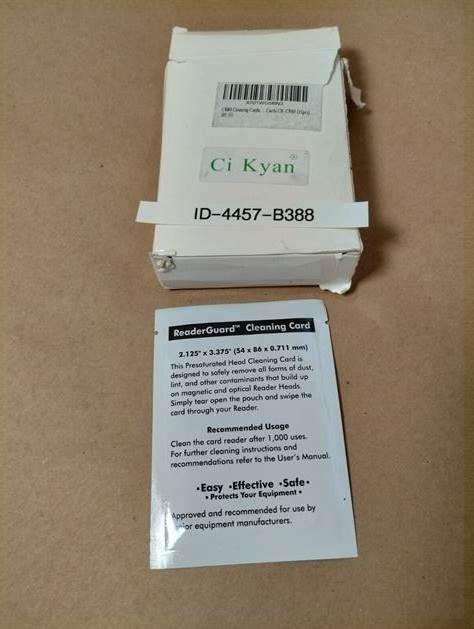 Cleaning Cards
Ci Kyan ®
ID-4457-B388
ReaderGuard™ Cleaning Card
2.125" x 3.375" (54 x 86 x 0.711 mm)
This Presaturated Head Cleaning Card is
designed to safely remove all forms of dust,
lint, and other contaminants that build up
on magnetic and optical Reader Heads.
Simply tear open the pouch and swipe the
card through your Reader.
Recommended Usage
Clean the card reader after 1,000 uses.
For further cleaning instructions and
recommendations refer to the User's Manual.
•Easy •Effective •Safe•
• Protects Your Equipment •
Approved and recommended for use by
equipment manufacturers.